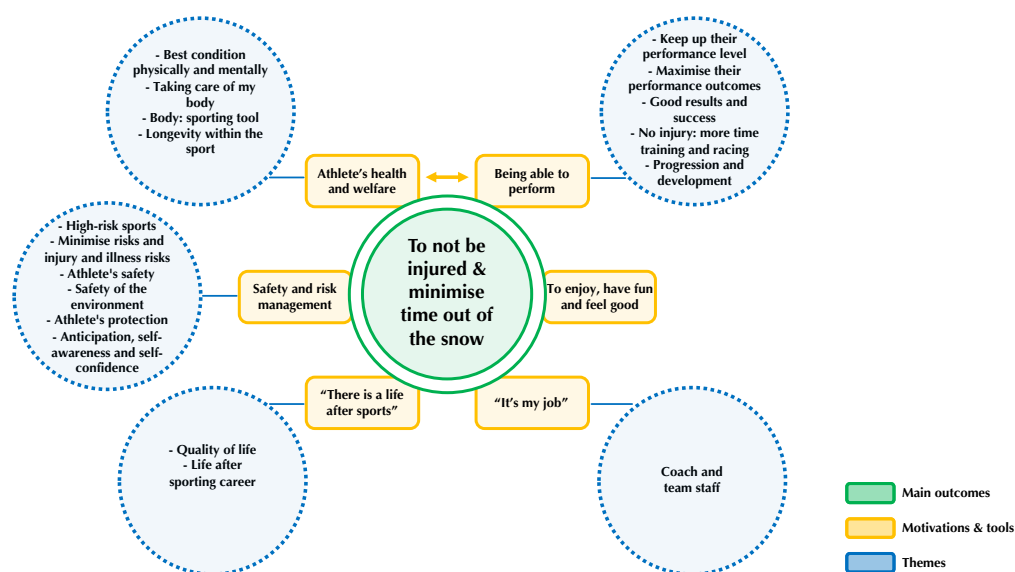 - Best condition
physically and mentally
- Taking care of my
body
- Body: sporting tool
- Longevity within the
sport
- Keep up their
performance level
- Maximise their
performance outcomes
- Good results and
success
- No injury: more time
training and racing
- Progression and
development
Athlete's health
and welfare
Being able to
perform
- High-risk sports
- Minimise risks and
injury and illness risks
- Athlete's safety
- Safety of the
environment
- Athlete's protection
- Anticipation, self-
awareness and self-
confidence
Safety and risk
management
To not be
injured &
minimise
time out of
the snow
To enjoy, have fun
and feel good
“There is a life
after sports”
“It's my job”
- Quality of life
- Life after
sporting career
Coach and
team staff
Main outcomes
Motivations & tools
Themes